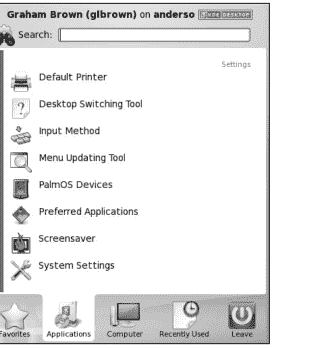 Graham Brown (glbrown) on anderso
Search:
Settings
Default Printer
Desktop Switching Tool
Input Method
Menu Updating Tool
PalmOS Devices
Preferred Applications
Screensaver
System Settings
Favorites Applications Computer Recently Used Leave